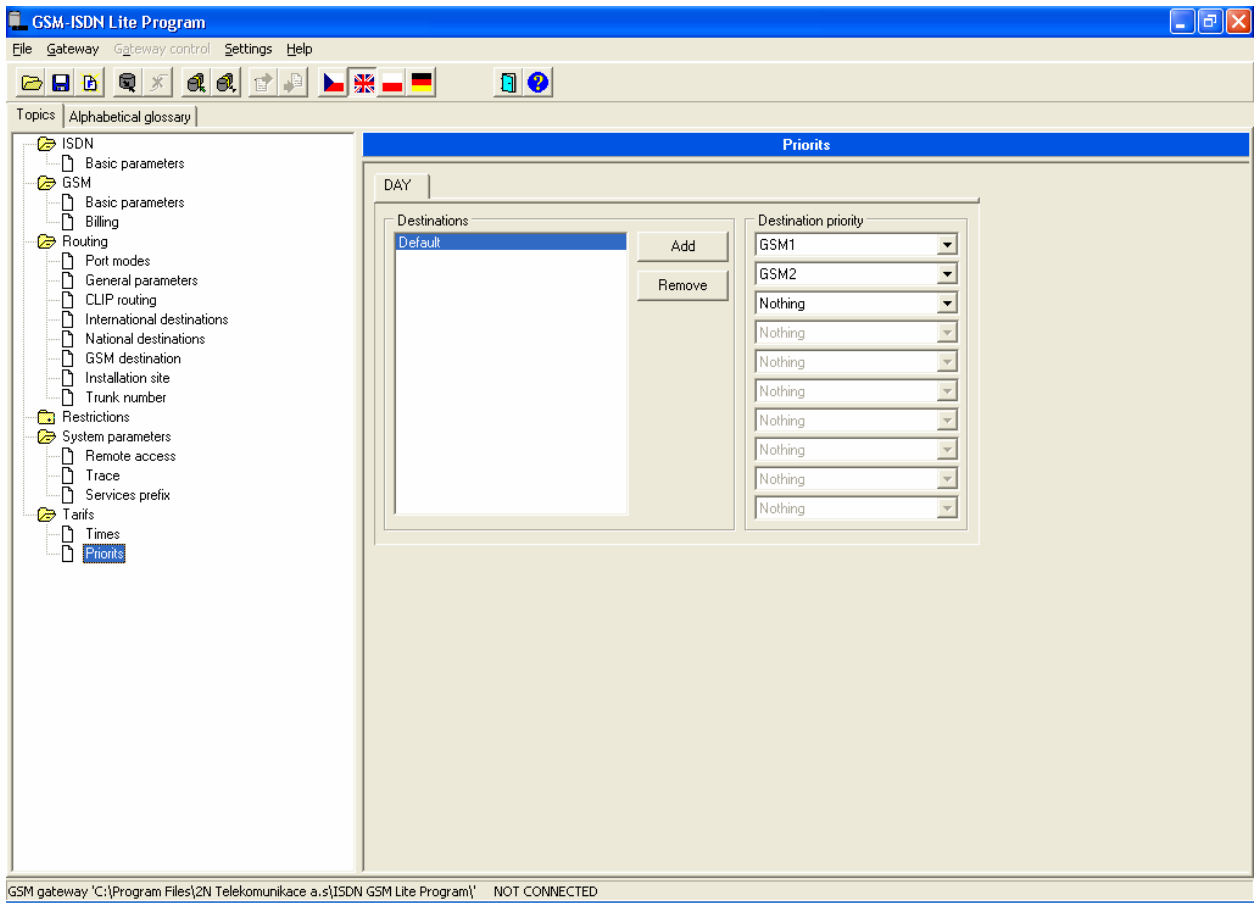 GSM-ISDN Lite Program
File Gateway Gateway control Settings Help
Topics Alphabetical glossary
ISDN
Basic parameters
GSM
Basic parameters
Billing
Routing
Port modes
General parameters
CLIP routing
International destinations
National destinations
GSM destination
Installation site
Trunk number
Restrictions
System parameters
Remote access
Trace
Services prefix
Tarifs
Times
Priorits
Priorits
DAY
Destinations
Default
Add
Remove
Destination priority
GSM1
GSM2
Nothing
Nothing
Nothing
Nothing
Nothing
Nothing
Nothing
Nothing
GSM gateway 'C:\Program Files\2N Telekomunikace a.s\ISDN GSM Lite Program\' NOT CONNECTED